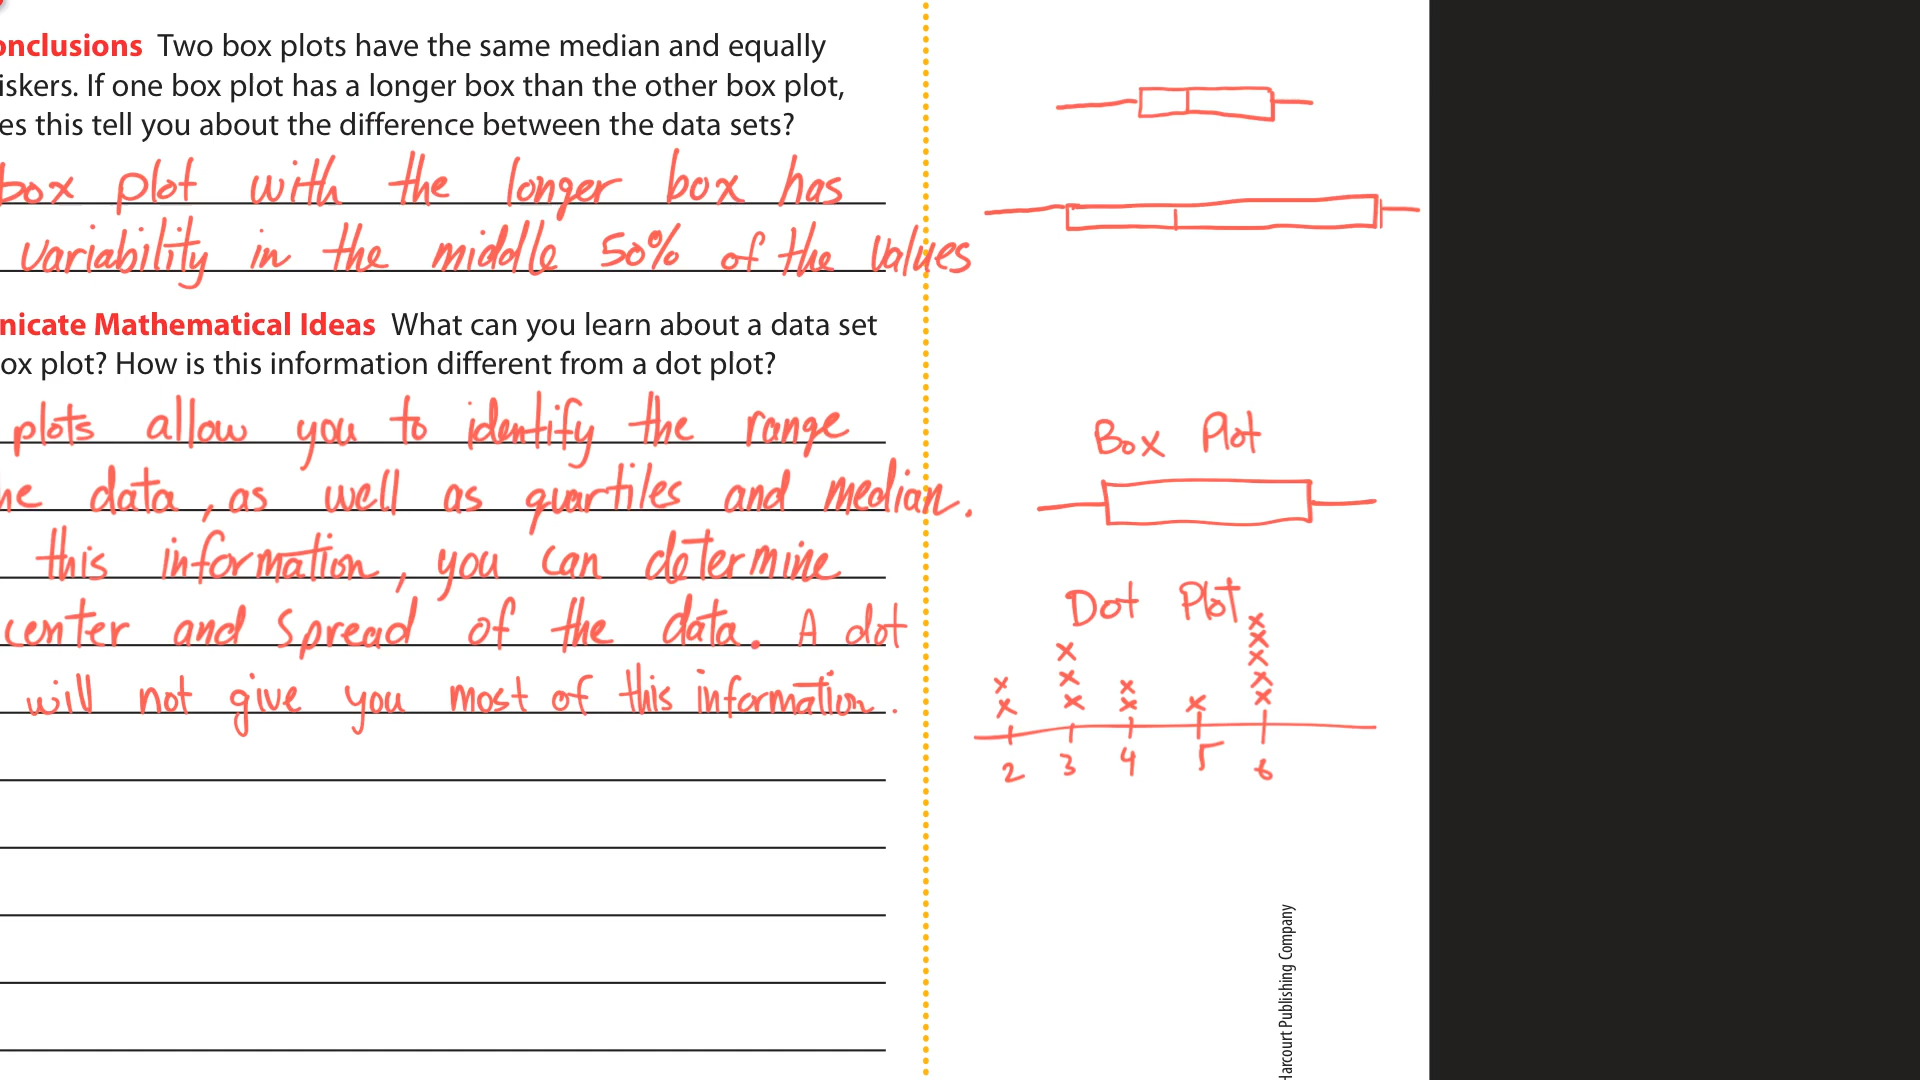 onclusions Two box plots have the same median and equally
iskers. If one box plot has a longer box than the other box plot,
es this tell you about the difference between the data sets?
box plot with the longer box has
variability in the middle 50% of the values
nicate Mathematical Ideas What can you learn about a data set
ox plot? How is this information different from a dot plot?
plots allow you to identify the range
he data, as well as quartiles and median.
this information, you can determine
center and spread of the data. A dot
will not give you most of this information.
Box Plot
Dot Plot
2 3 4 5 6
Harcourt Publishing Company